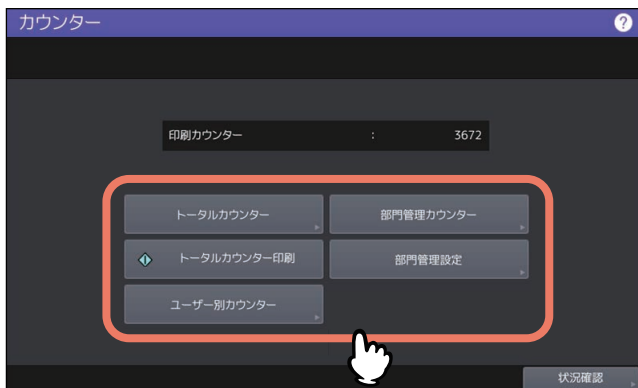 カウンター
?
印刷カウンター : 3672
トータルカウンター
部門管理カウンター
トータルカウンター印刷
部門管理設定
ユーザー別カウンター
状況確認